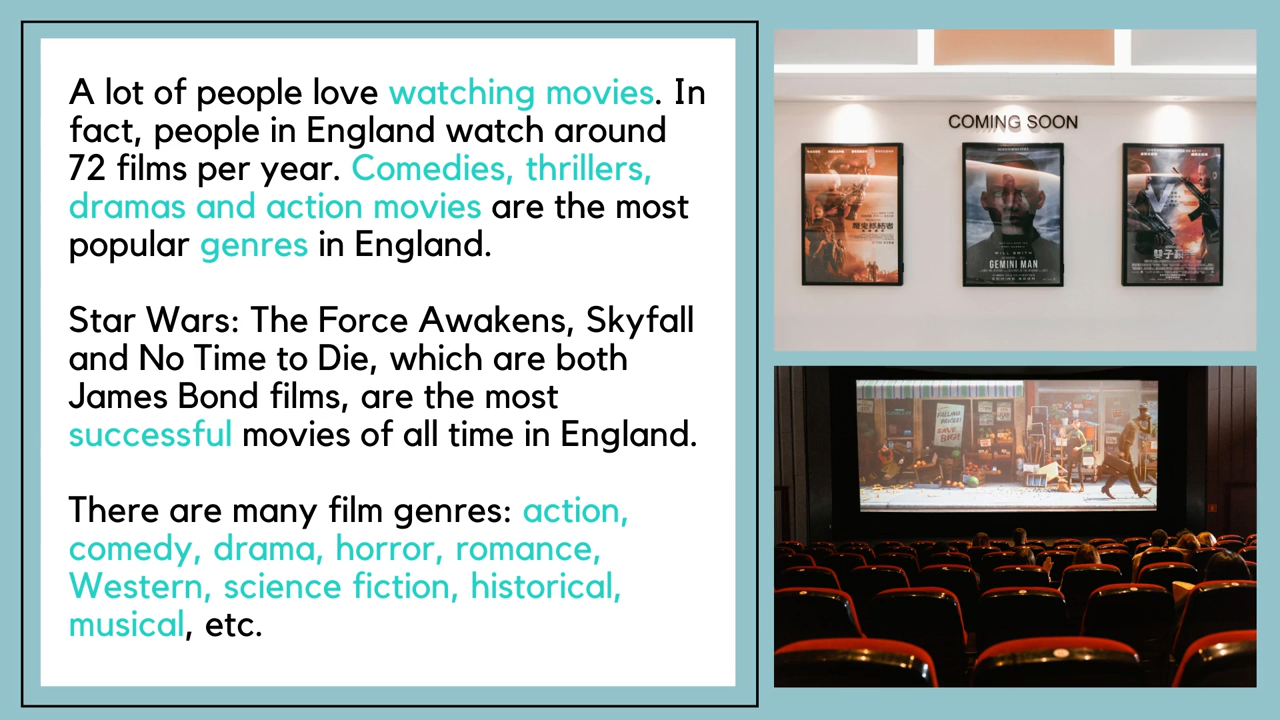 A lot of people love watching movies. In
fact, people in England watch around
72 films per year. Comedies, thrillers,
dramas and action movies are the most
popular genres in England.
Star Wars: The Force Awakens, Skyfall
and No Time to Die, which are both
James Bond films, are the most
successful movies of all time in England.
There are many film genres: action,
comedy, drama, horror, romance,
Western, science fiction, historical,
musical, etc.
COMING SOON
WILL SMITH
GEMINI MAN
COMING SOON
SAVE
BIG!